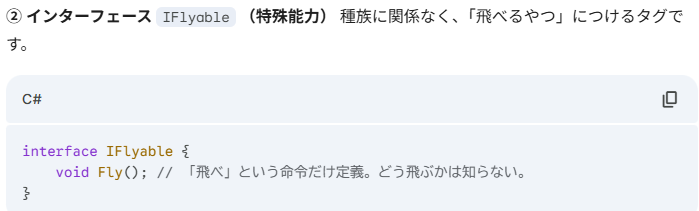 ② インターフェース IFlyable （特殊能力） 種族に関係なく、「飛べるやつ」につけるタグで
す。
C#
interface IFlyable {
    void Fly(); // 「飛べ」という命令だけ定義。どう飛ぶかは知らない。
}